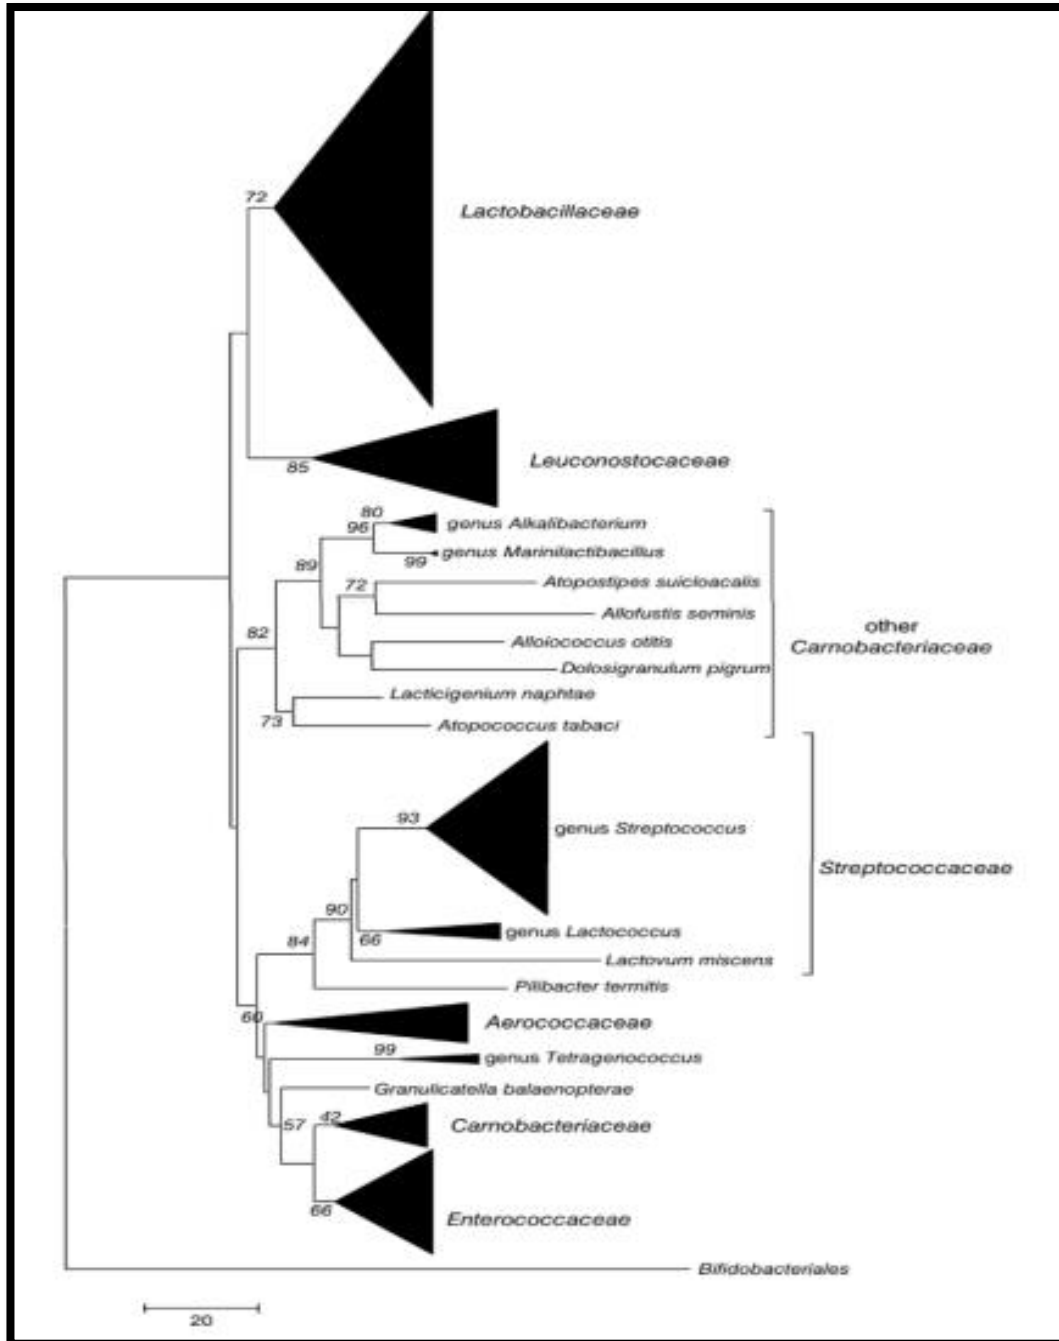 72
Lactobacillaceae
85
Leuconostocaceae
80
96
genus Alkalibacterium
99
genus Marinilactibacillus
89
Atopostipes suicloacalis
72
Allofustis seminis
82
Alloiococcus otitis
Dolosigranulum pigrum
other
Carnobacteriaceae
Lacticigenium naphtae
73
Atopococcus tabaci
93
genus Streptococcus
Streptococcaceae
90
66
genus Lactococcus
84
Lactovum miscens
Pilibacter termitis
60
Aerococcaceae
99
genus Tetragenococcus
Granulicatella balaenopterae
57
42
Carnobacteriaceae
66
Enterococcaceae
Bifidobacteriales
20